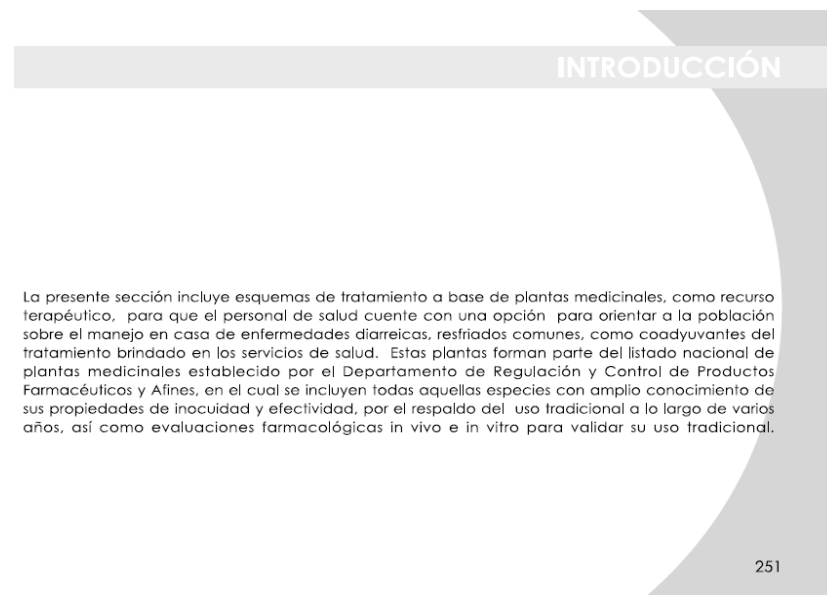 INTRODUCCIÓN
La presente sección incluye esquemas de tratamiento a base de plantas medicinales, como recurso
terapéutico, para que el personal de salud cuente con una opción para orientar a la población
sobre el manejo en casa de enfermedades diarreicas, resfriados comunes, como coadyuvantes del
tratamiento brindado en los servicios de salud. Estas plantas forman parte del listado nacional de
plantas medicinales establecido por el Departamento de Regulación y Control de Productos
Farmacéuticos y Afines, en el cual se incluyen todas aquellas especies con amplio conocimiento de
sus propiedades de inocuidad y efectividad, por el respaldo del uso tradicional a lo largo de varios
años, así como evaluaciones farmacológicas in vivo e in vitro para validar su uso tradicional.
251